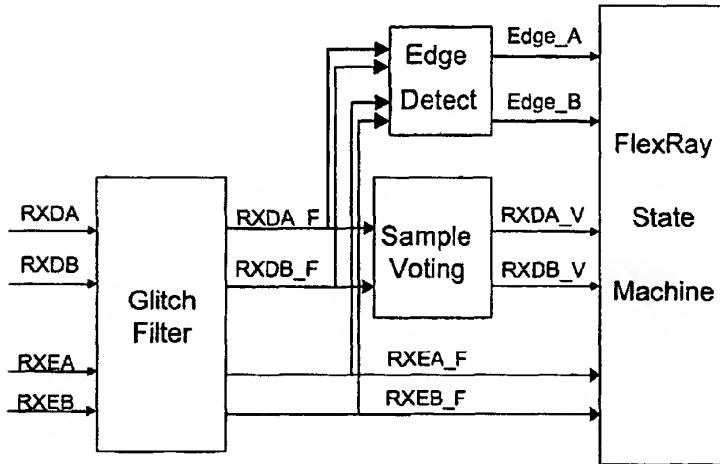 Edge
Detect
Edge_A
Edge_B
FlexRay
State
Machine
RXDA
RXDB
RXEA
RXEB
Glitch
Filter
RXDA_F
RXDB_F
Sample
Voting
RXDA_V
RXDB_V
RXEA_F
RXEB_F